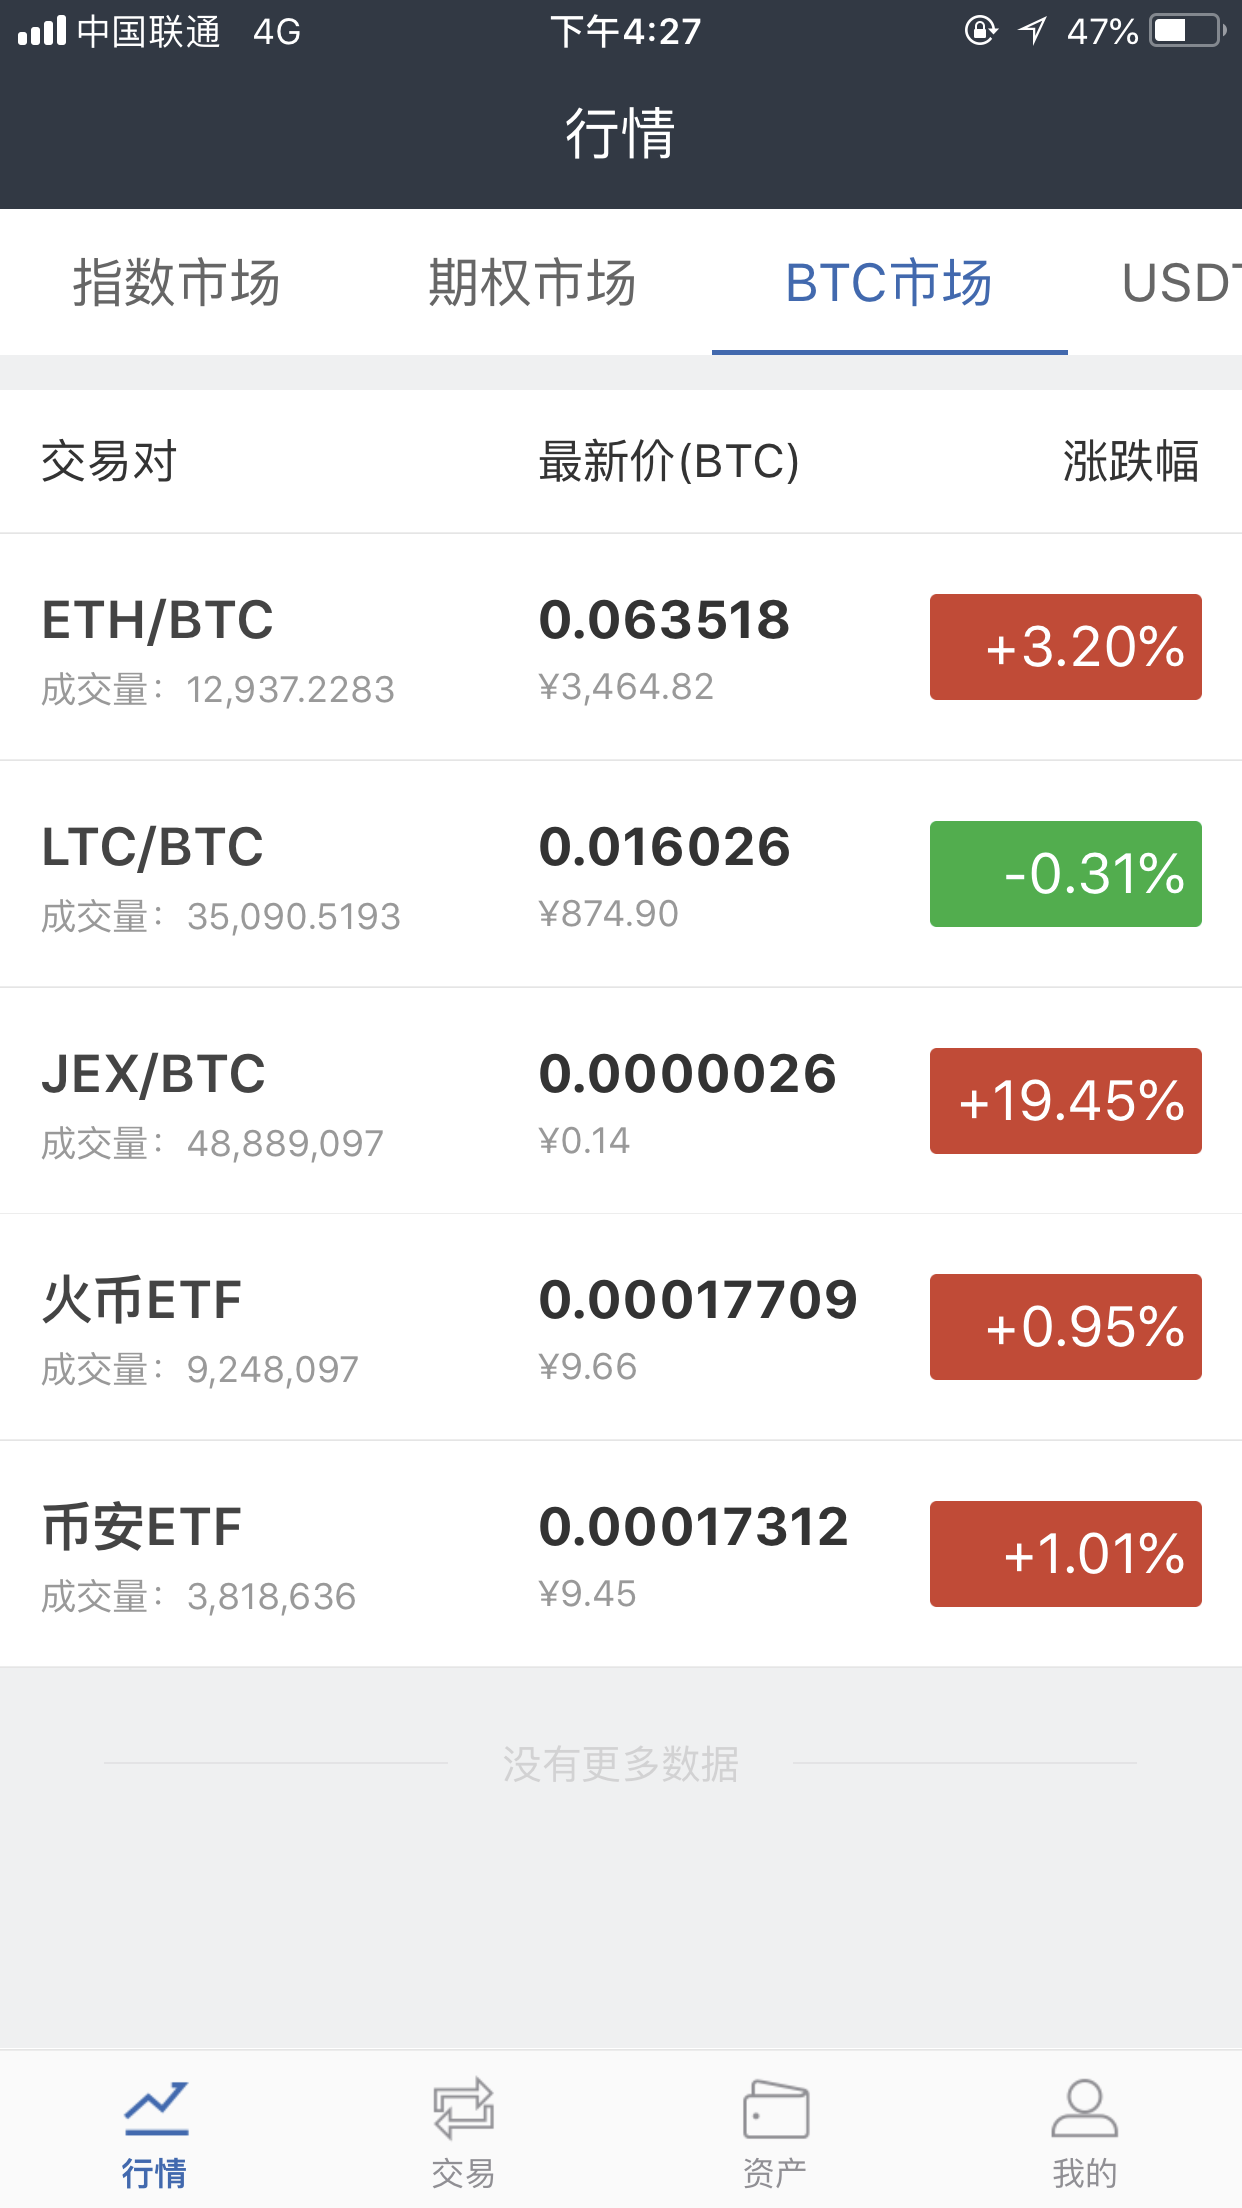 中国联通 4G 下午4:27 47%
行情
指数市场 期权市场 BTC市场 USDT
交易对 最新价(BTC) 涨跌幅
ETH/BTC 0.063518 +3.20%
成交量：12,937.2283 ¥3,464.82
LTC/BTC 0.016026 -0.31%
成交量：35,090.5193 ¥874.90
JEX/BTC 0.0000026 +19.45%
成交量：48,889,097 ¥0.14
火币ETF 0.00017709 +0.95%
成交量：9,248,097 ¥9.66
币安ETF 0.00017312 +1.01%
成交量：3,818,636 ¥9.45
没有更多数据
行情 交易 资产 我的